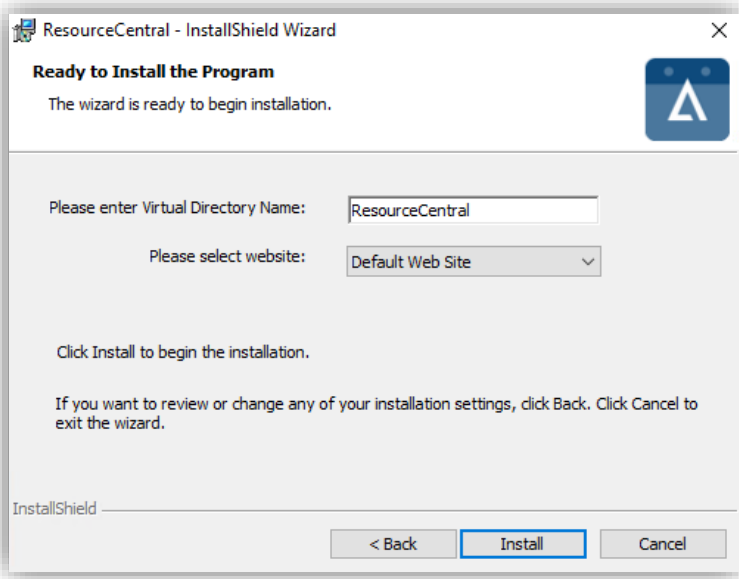 ResourceCentral - InstallShield Wizard
Ready to Install the Program
The wizard is ready to begin installation.
Please enter Virtual Directory Name:
ResourceCentral
Please select website:
Default Web Site
Click Install to begin the installation.
If you want to review or change any of your installation settings, click Back. Click Cancel to
exit the wizard.
InstallShield
< Back
Install
Cancel